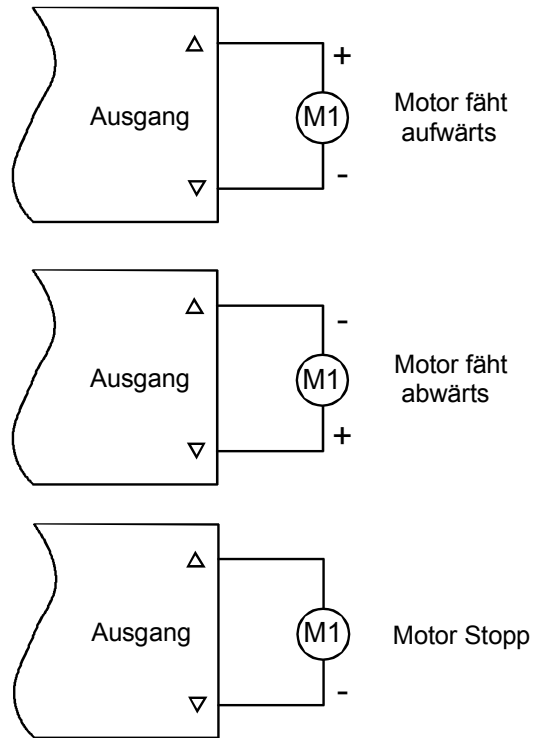 +
Ausgang
M1
Motor fäht
aufwärts
-
-
Ausgang
M1
Motor fäht
abwärts
+
Ausgang
M1
Motor Stopp
-